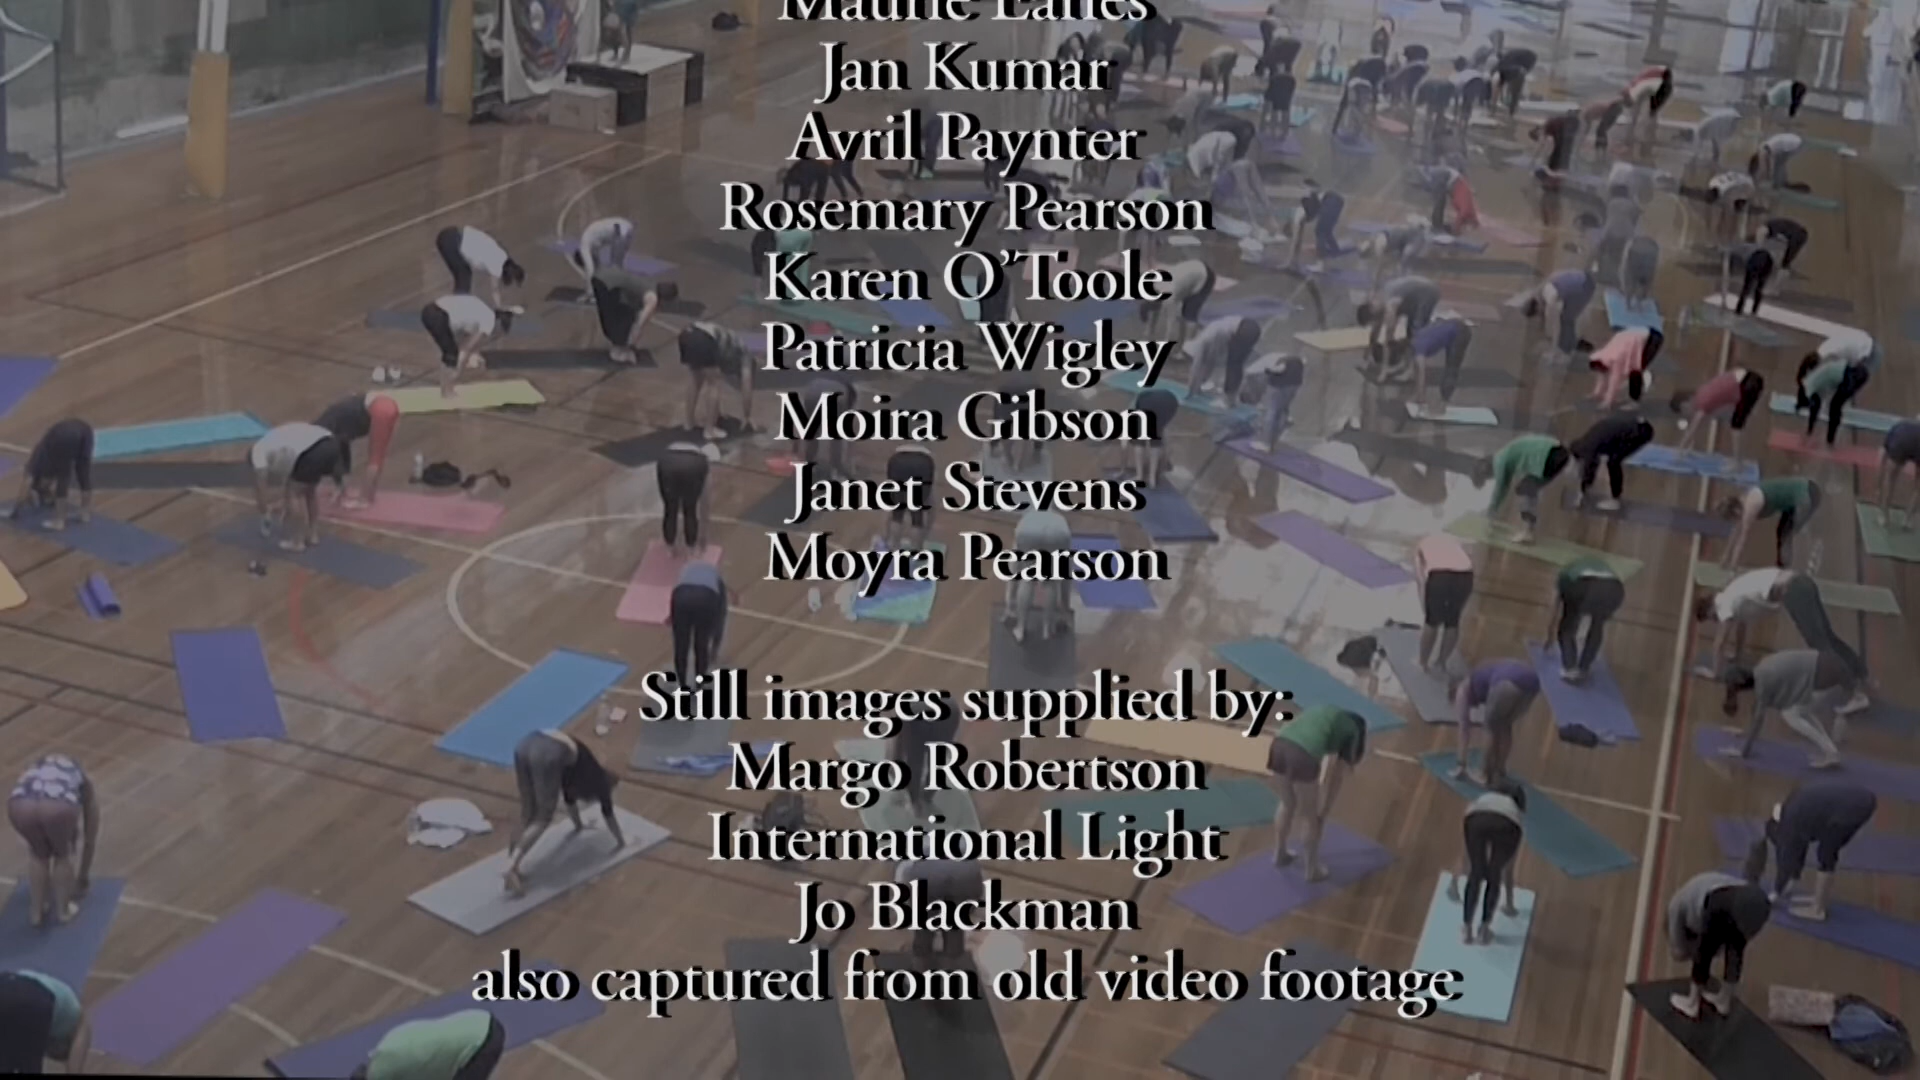 Jan Kumar
Avril Paynter
Rosemary Pearson
Karen O’Toole
Patricia Wigley
Moira Gibson
Janet Stevens
Moyra Pearson
Still images supplied by:
Margo Robertson
International Light
Jo Blackman
also captured from old video footage